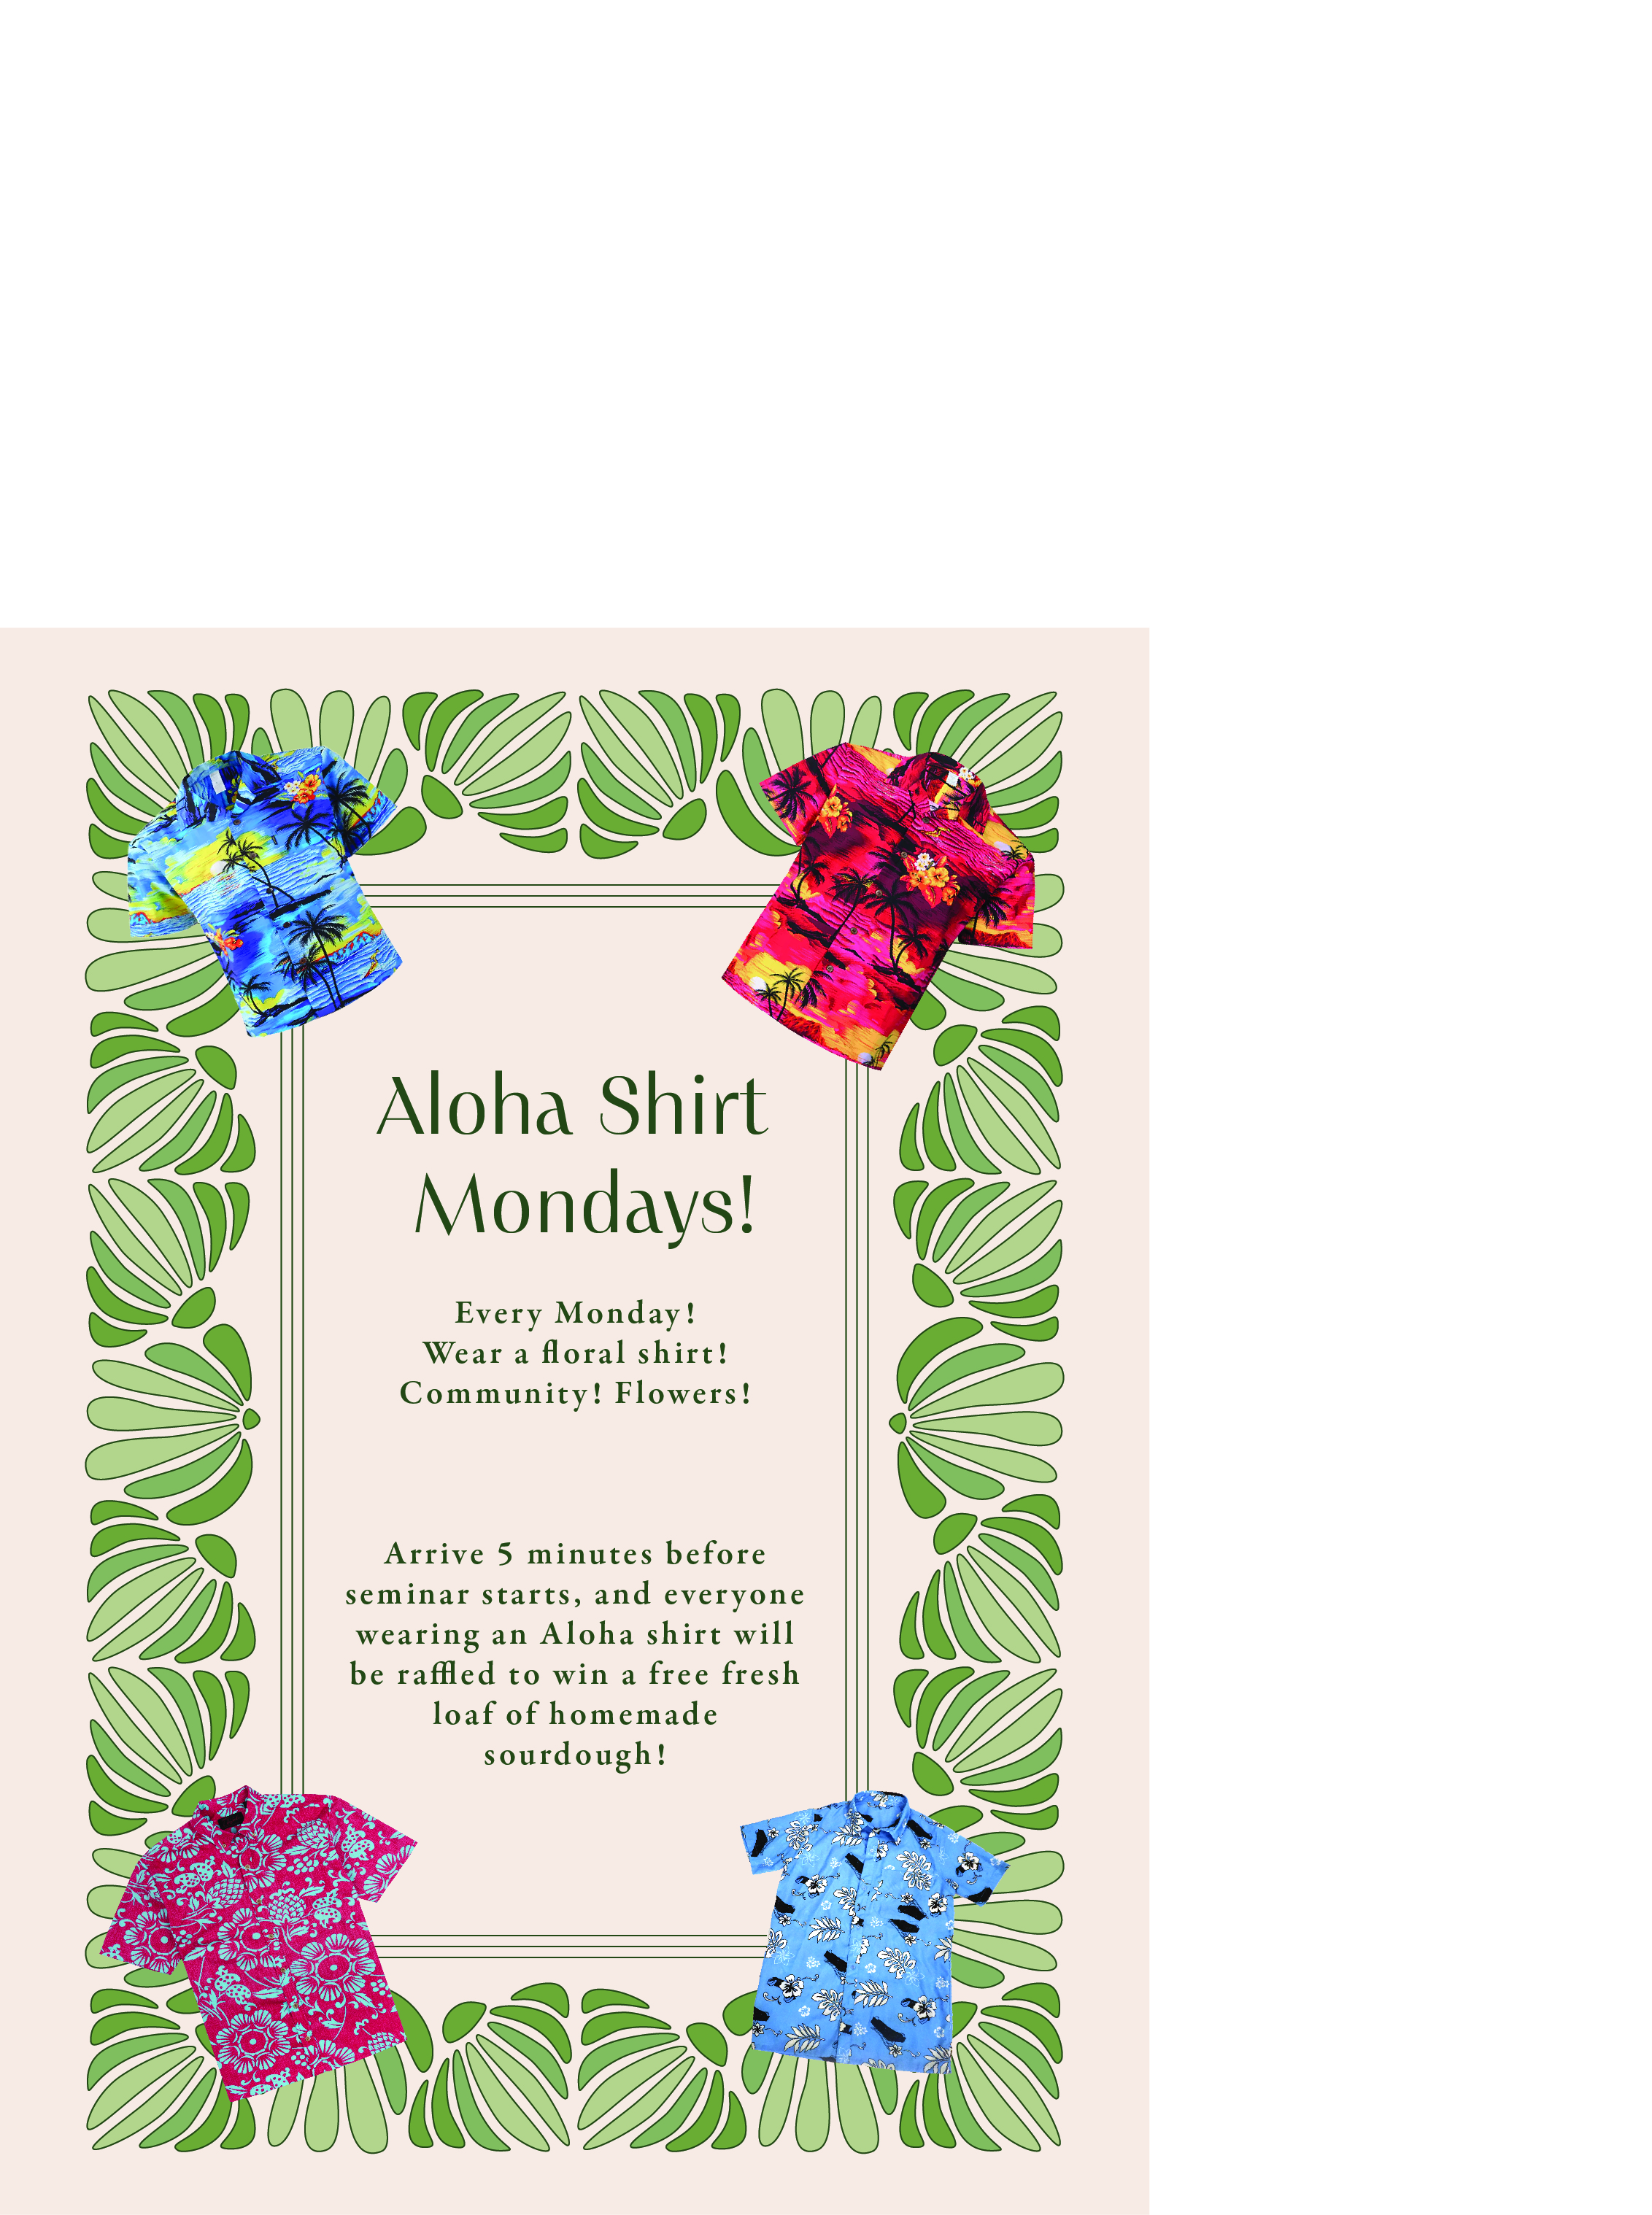 Aloha Shirt
Mondays!
Every Monday!
Wear a floral shirt!
Community! Flowers!
Arrive 5 minutes before
seminar starts, and everyone
wearing an Aloha shirt will
be raffled to win a free fresh
loaf of homemade
sourdough!